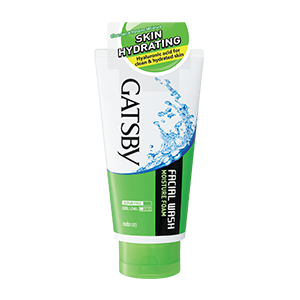 SKIN
HYDRATING
Hyaluronic acid for
clean & hydrated skin
GATSBY
FACIAL WASH
MOISTURE FOAM